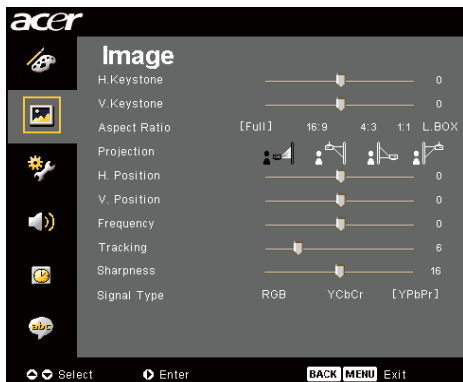 acer
Image
H.Keystone 0
V.Keystone 0
Aspect Ratio [Full] 16:9 4:3 1:1 L.BOX
Projection
H. Position 0
V. Position 0
Frequency 0
Tracking 6
Sharpness 16
Signal Type RGB YCbCr [YPbPr]
abc
Select Enter BACK MENU Exit